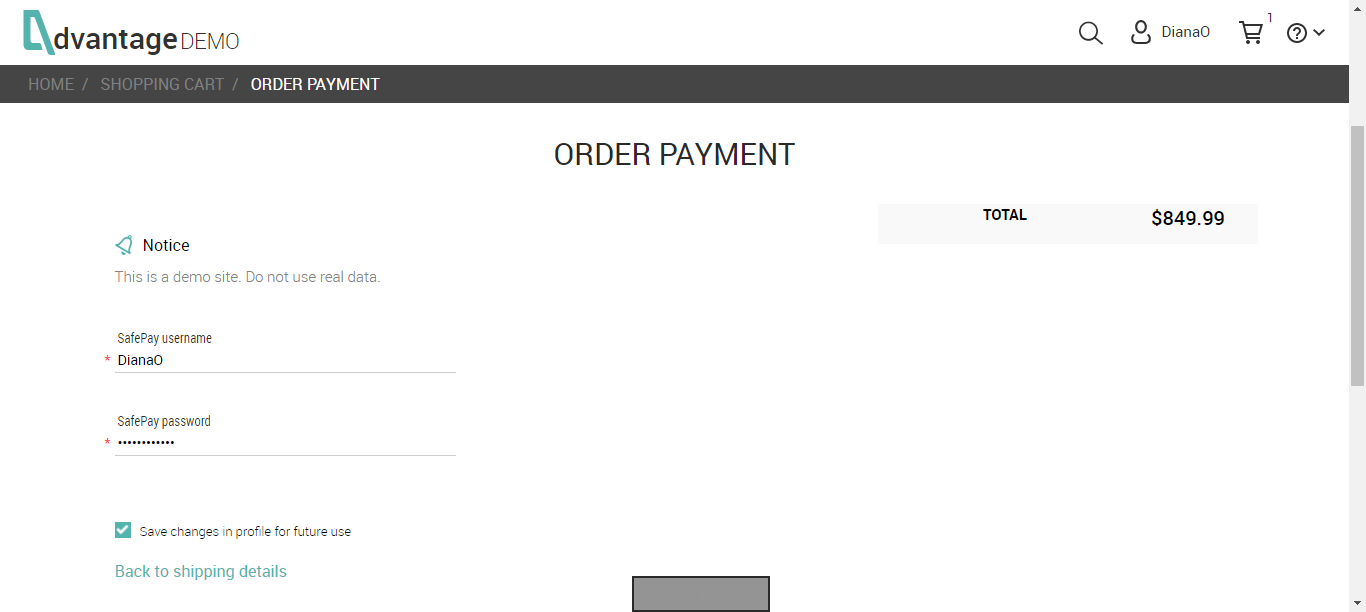 dvantage DEMO
DianaO
1
HOME / SHOPPING CART / ORDER PAYMENT
ORDER PAYMENT
TOTAL $849.99
Notice
This is a demo site. Do not use real data.
SafePay username
* DianaO
SafePay password
* ••••••••••••
Save changes in profile for future use
Back to shipping details